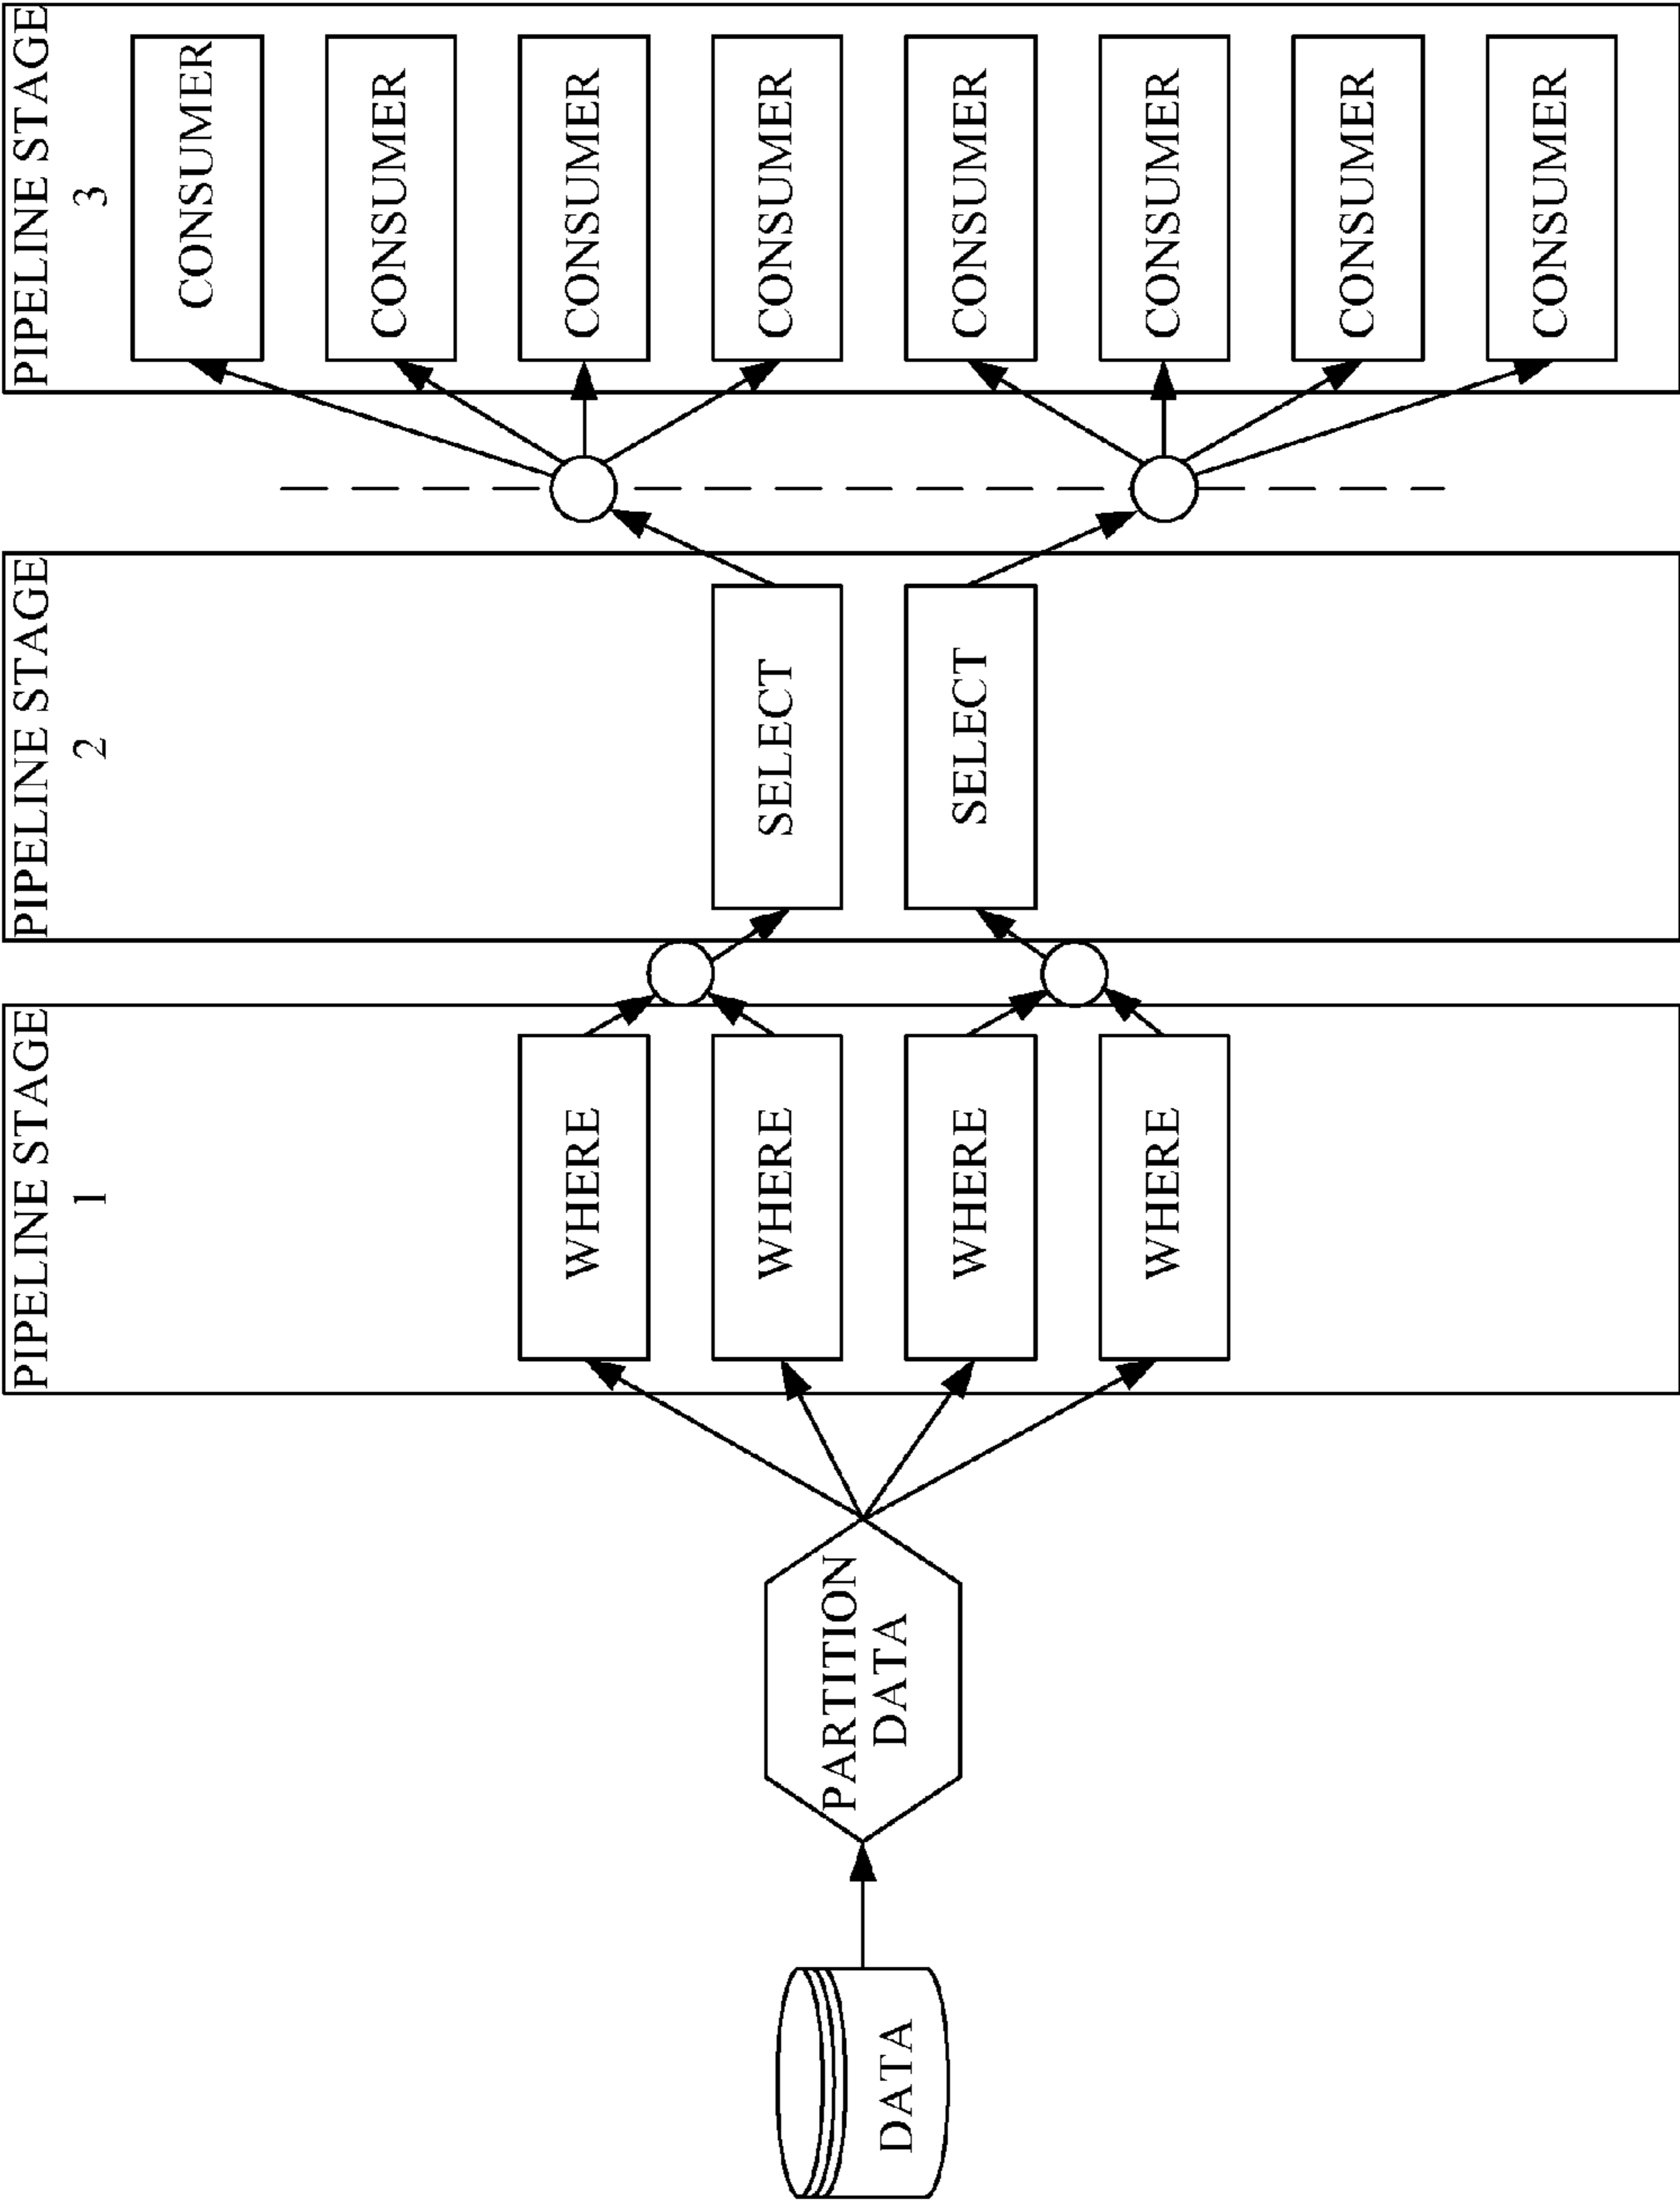 DATA
PARTITION
DATA
PIPELINE STAGE
1
WHERE
WHERE
WHERE
WHERE
PIPELINE STAGE
2
SELECT
SELECT
PIPELINE STAGE
3
CONSUMER
CONSUMER
CONSUMER
CONSUMER
CONSUMER
CONSUMER
CONSUMER
CONSUMER